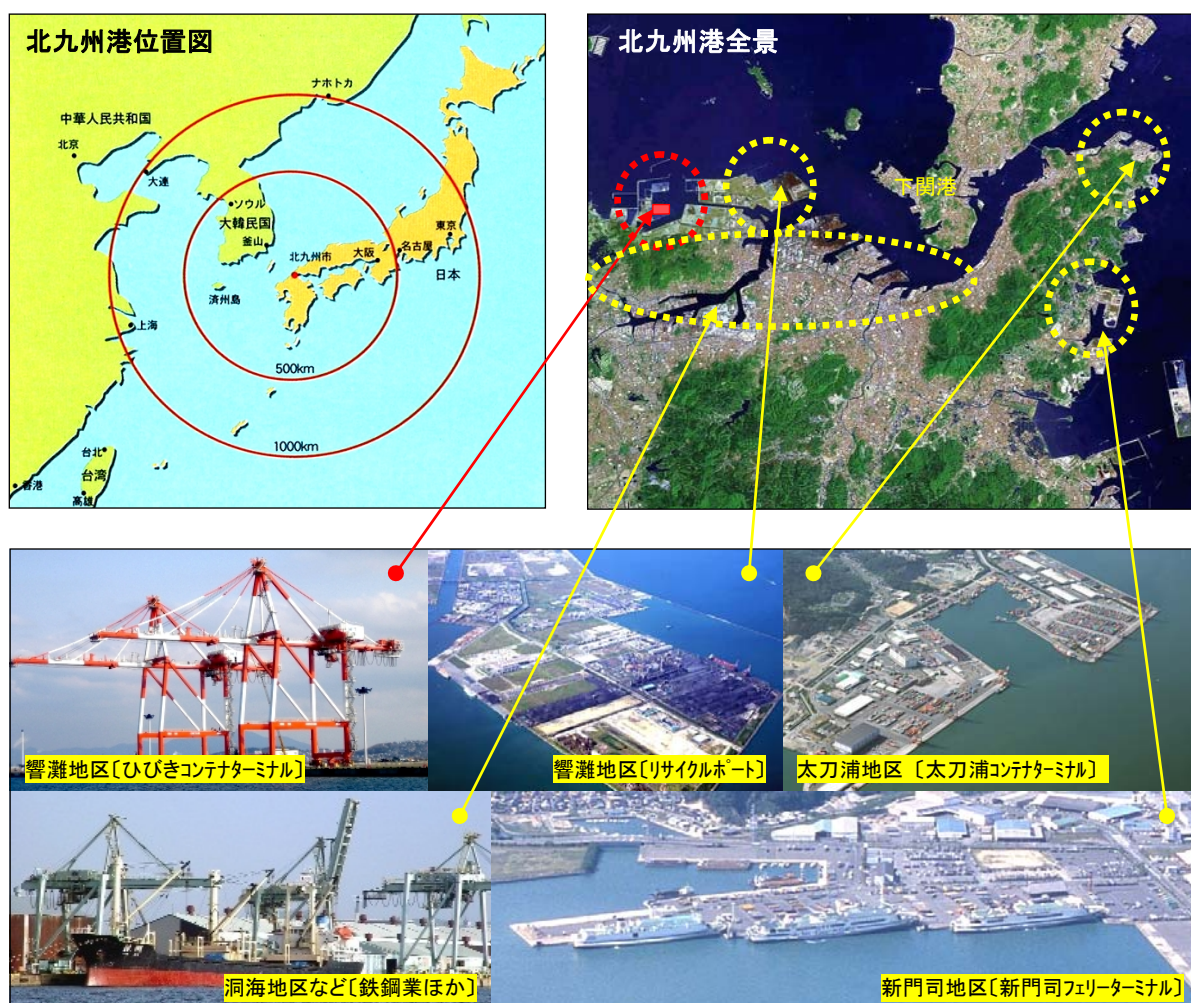 北九州港位置図
ナホトカ
中華人民共和国
北京
大連
ソウル
大韓民国
釜山
北九州市
大阪
名古屋
東京
日本
済州島
上海
500km
1000km
台北
台湾
香港
高雄
北九州港全景
下関港
響灘地区〔ひびきコンテナターミナル〕
響灘地区〔リサイクルポート〕
太刀浦地区 〔太刀浦コンテナターミナル〕
洞海地区など〔鉄鋼業ほか〕
新門司地区〔新門司フェリーターミナル〕